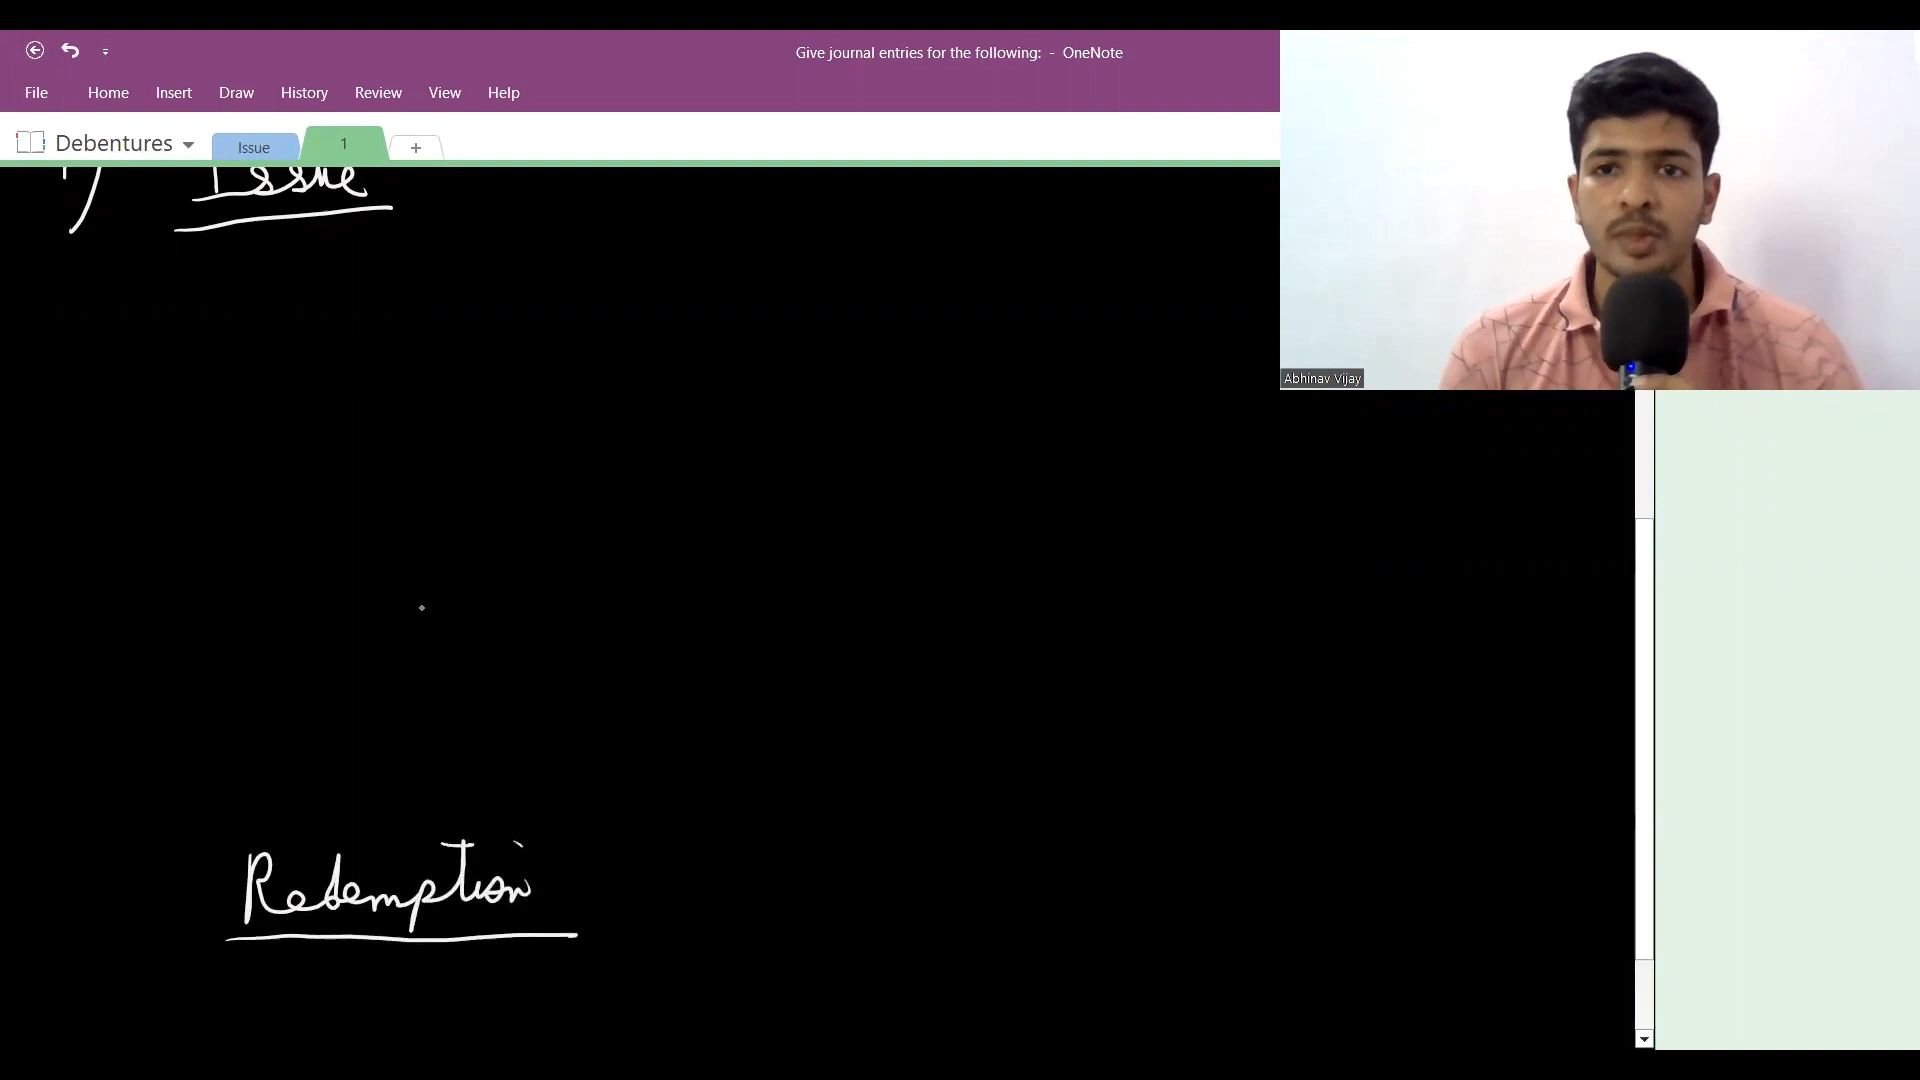 Give journal entries for the following: - OneNote
File Home Insert Draw History Review View Help
Debentures Issue 1 +
1) Issue
Abhinav Vijay
Redemption